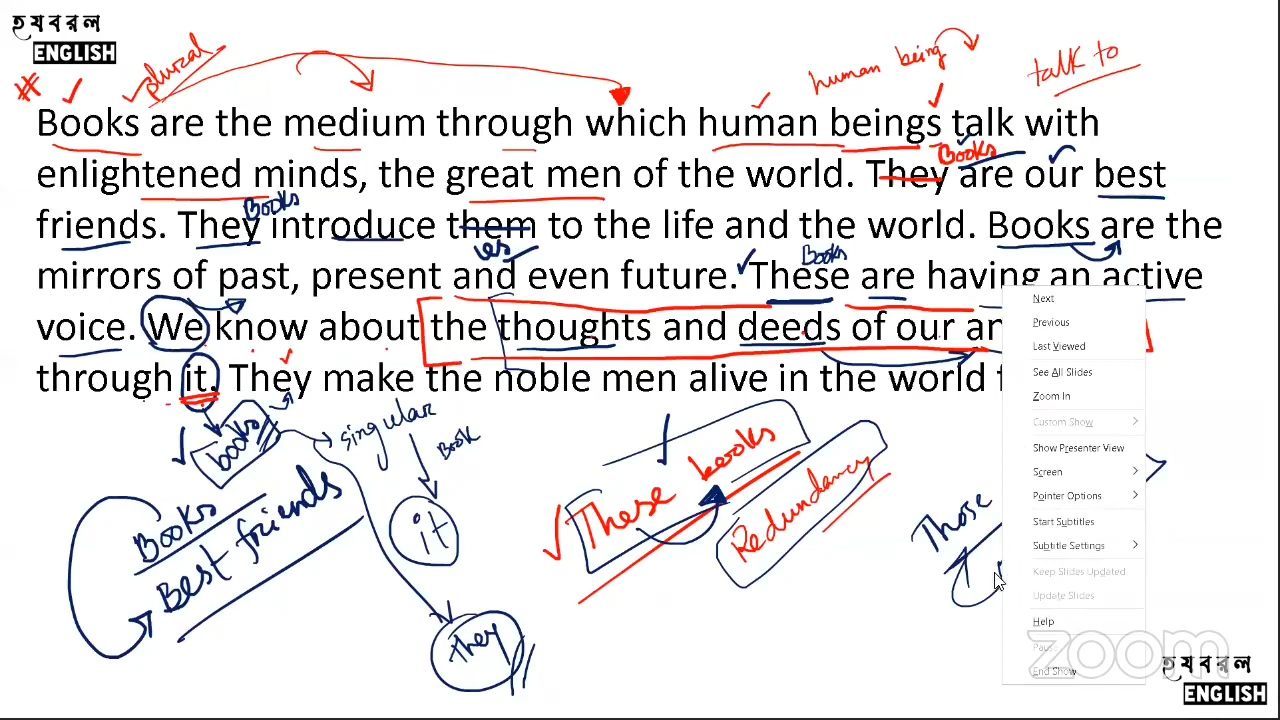 হ য ব র ল
ENGLISH
plural
human being
talk to
#
Books are the medium through which human beings talk with
Books
enlightened minds, the great men of the world. They are our best
Books
friends. They introduce them to the life and the world. Books are the
us
Books
mirrors of past, present and even future. These are having an active
voice. We know about the thoughts and deeds of our an
through it. They make the noble men alive in the world f
books
singular
Book
it
they
Books
Best friends
These books
Redundancy
Those
Next
Previous
Last Viewed
See All Slides
Zoom In
Custom Show
Show Presenter View
Screen
Pointer Options
Start Subtitles
Subtitle Settings
Keep Slides Updated
Update Slides
Help
Pause
End Show
zoom
হ য ব র ল
ENGLISH